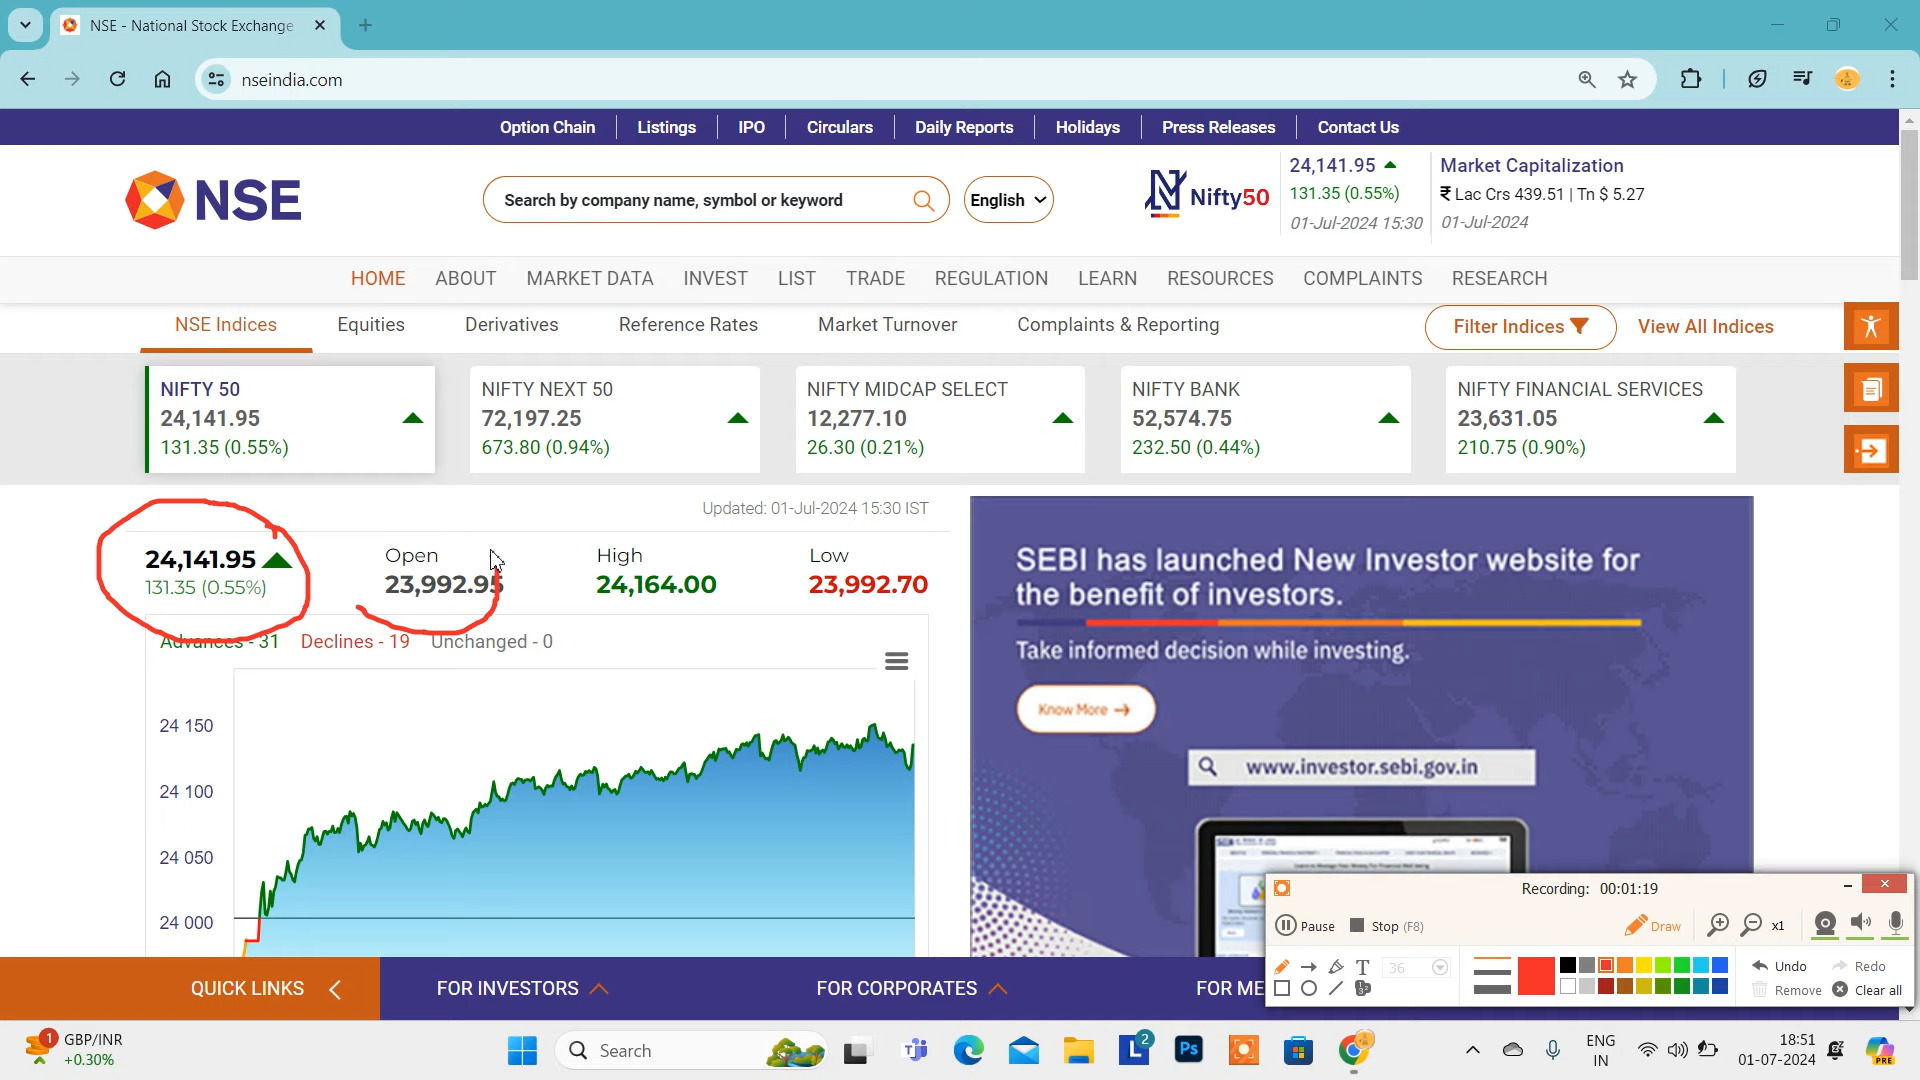 NSE - National Stock Exchange
nseindia.com
Option Chain
Listings
IPO
Circulars
Daily Reports
Holidays
Press Releases
Contact Us
NSE
Search by company name, symbol or keyword
English
Nifty50
24,141.95
131.35 (0.55%)
01-Jul-2024 15:30
Market Capitalization
₹ Lac Crs 439.51 | Tn $ 5.27
01-Jul-2024
HOME
ABOUT
MARKET DATA
INVEST
LIST
TRADE
REGULATION
LEARN
RESOURCES
COMPLAINTS
RESEARCH
NSE Indices
Equities
Derivatives
Reference Rates
Market Turnover
Complaints & Reporting
Filter Indices
View All Indices
NIFTY 50
24,141.95
131.35 (0.55%)
NIFTY NEXT 50
72,197.25
673.80 (0.94%)
NIFTY MIDCAP SELECT
12,277.10
26.30 (0.21%)
NIFTY BANK
52,574.75
232.50 (0.44%)
NIFTY FINANCIAL SERVICES
23,631.05
210.75 (0.90%)
Updated: 01-Jul-2024 15:30 IST
24,141.95
131.35 (0.55%)
Open
23,992.95
High
24,164.00
Low
23,992.70
Advances - 31
Declines - 19
Unchanged - 0
24 150
24 100
24 050
24 000
SEBI has launched New Investor website for
the benefit of investors.
Take informed decision while investing.
Know More
www.investor.sebi.gov.in
Recording: 00:01:19
Pause
Stop (F8)
Draw
x1
T
36
Undo
Redo
Remove
Clear all
QUICK LINKS
FOR INVESTORS
FOR CORPORATES
FOR ME
1
GBP/INR
+0.30%
Search
L
2
Ps
ENG
IN
18:51
01-07-2024
PRE